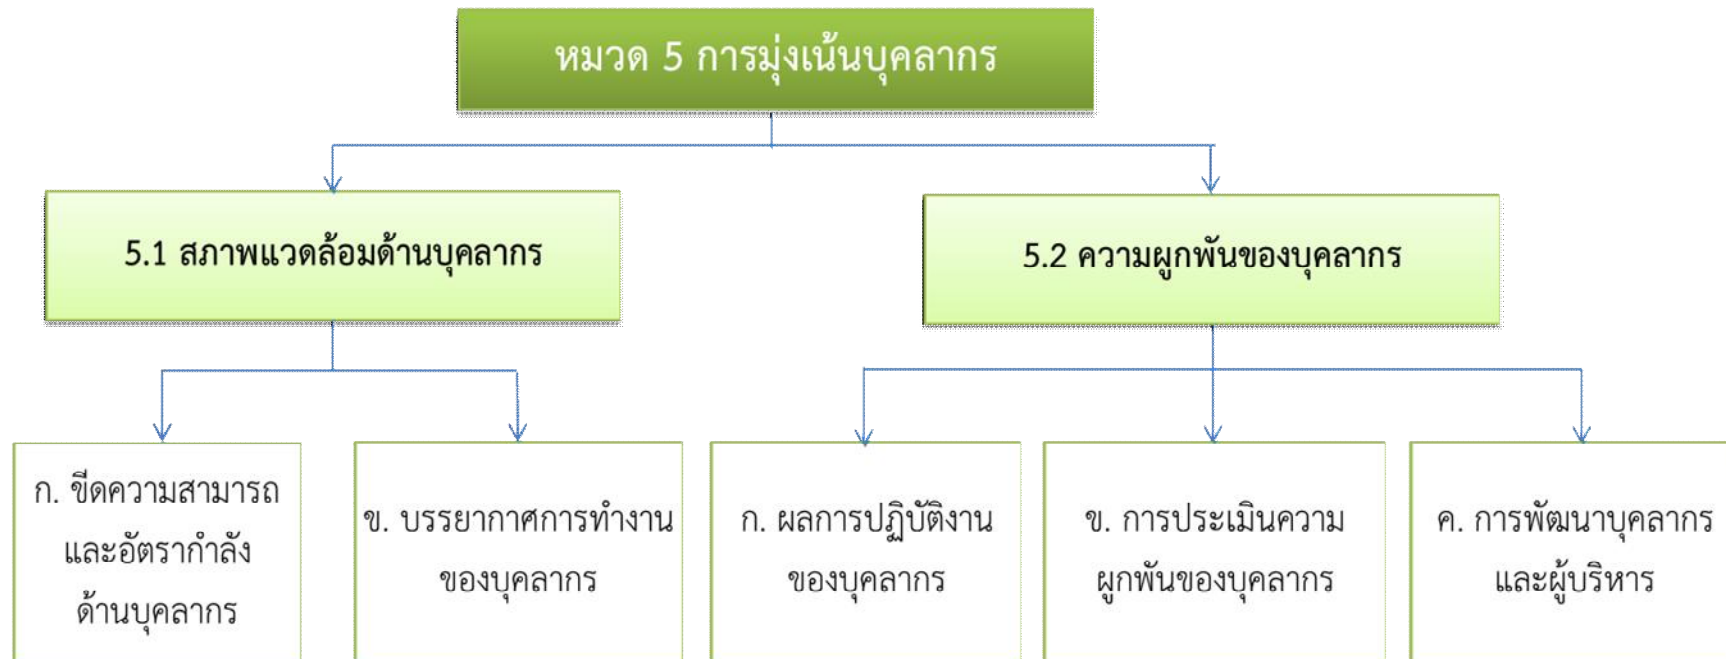 หมวด 5 การมุ่งเน้นบุคลากร
5.1 สภาพแวดล้อมด้านบุคลากร
5.2 ความผูกพันของบุคลากร
ก. ขีดความสามารถ
และอัตรากำลัง
ด้านบุคลากร
ข. บรรยากาศการทำงาน
ของบุคลากร
ก. ผลการปฏิบัติงาน
ของบุคลากร
ข. การประเมินความ
ผูกพันของบุคลากร
ค. การพัฒนาบุคลากร
และผู้บริหาร